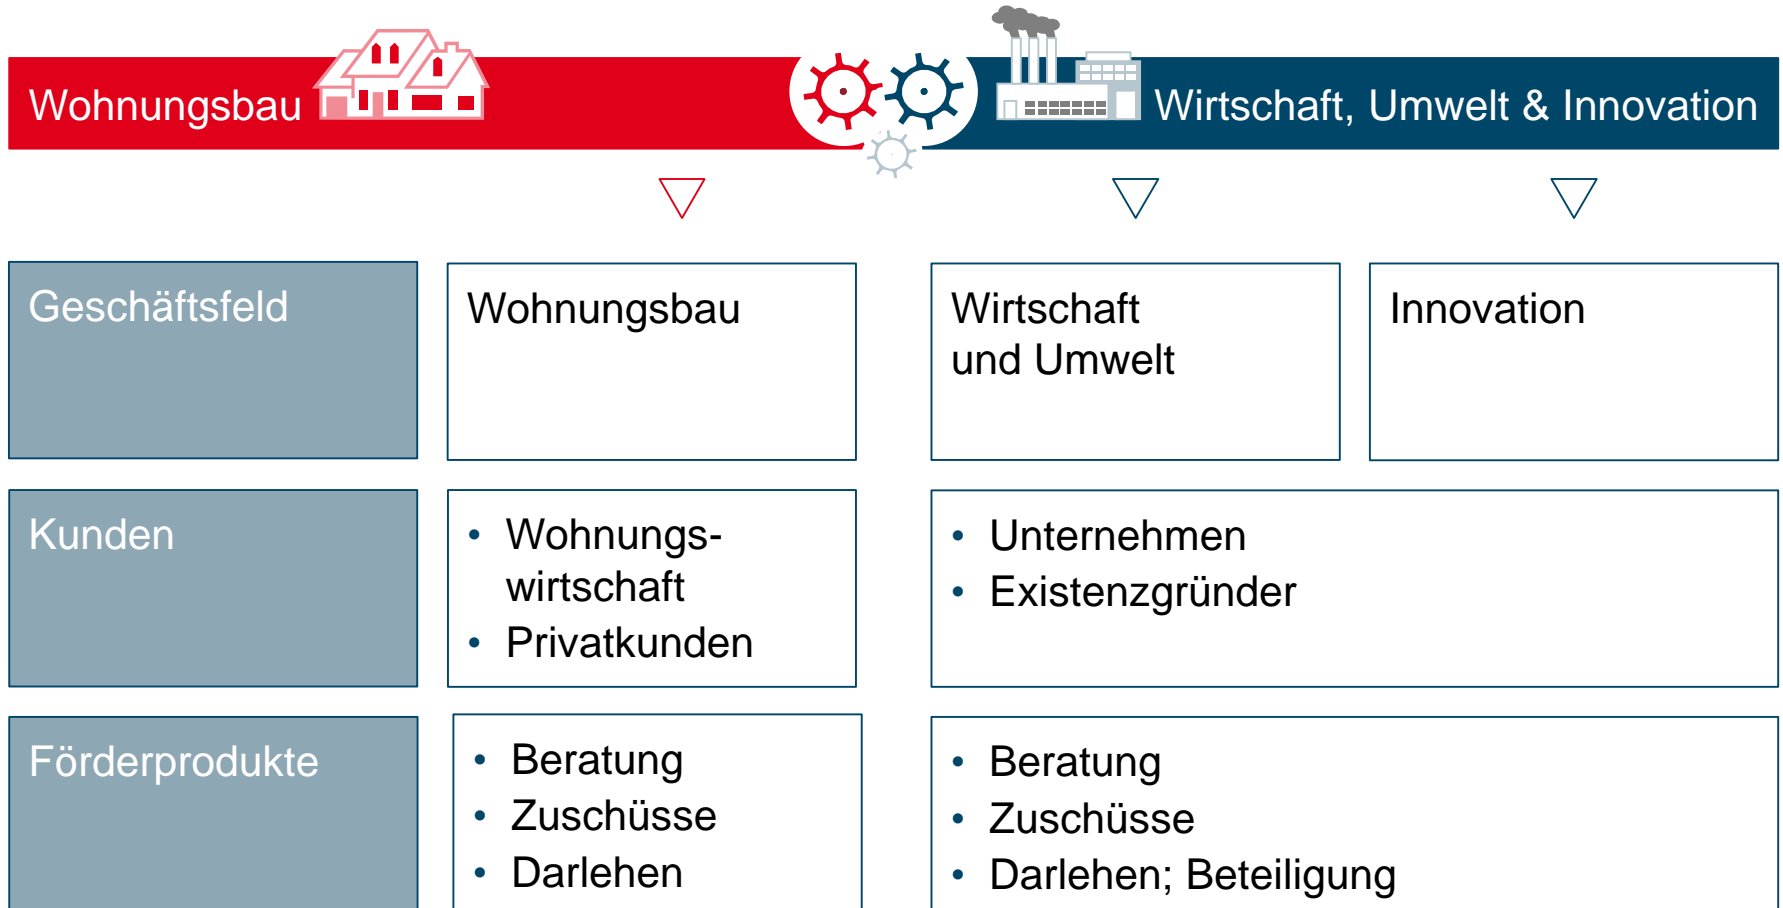 Wohnungsbau
Wirtschaft, Umwelt & Innovation
Geschäftsfeld
Wohnungsbau
Wirtschaft
und Umwelt
Innovation
Kunden
• Wohnungs-
wirtschaft
• Privatkunden
• Unternehmen
• Existenzgründer
Förderprodukte
• Beratung
• Zuschüsse
• Darlehen
• Beratung
• Zuschüsse
• Darlehen; Beteiligung